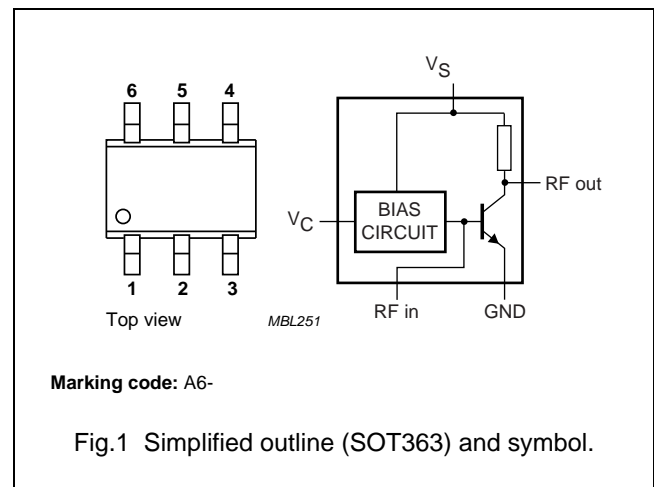 6 5 4
1 2 3
Top view
MBL251
VS
VC
BIAS
CIRCUIT
RF out
RF in
GND
Marking code: A6-
Fig.1 Simplified outline (SOT363) and symbol.